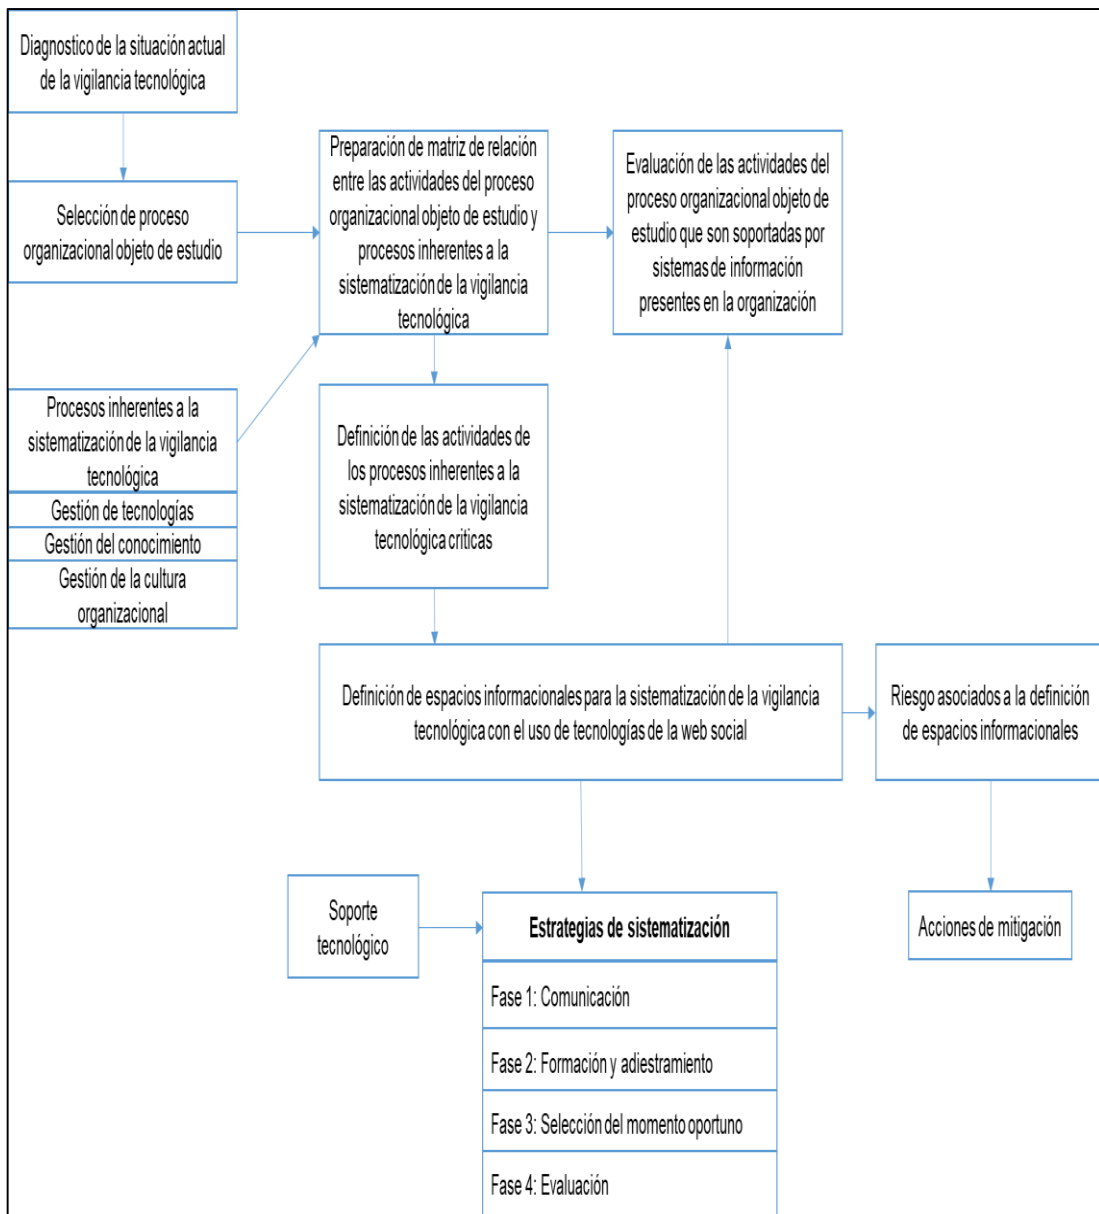 Diagnostico de la situación actual
de la vigilancia tecnológica
Selección de proceso
organizacional objeto de estudio
Preparación de matriz de relación
entre las actividades del proceso
organizacional objeto de estudio y
procesos inherentes a la
sistematización de la vigilancia
tecnológica
Evaluación de las actividades del
proceso organizacional objeto de
estudio que son soportadas por
sistemas de información
presentes en la organización
Procesos inherentes a la
sistematización de la vigilancia
tecnológica
Gestión de tecnologías
Gestión del conocimiento
Gestión de la cultura
organizacional
Definición de las actividades de
los procesos inherentes a la
sistematización de la vigilancia
tecnológica criticas
Definición de espacios informacionales para la sistematización de la vigilancia
tecnológica con el uso de tecnologías de la web social
Riesgo asociados a la definición
de espacios informacionales
Soporte
tecnológico
Estrategias de sistematización
Fase 1: Comunicación
Fase 2: Formación y adiestramiento
Fase 3: Selección del momento oportuno
Fase 4: Evaluación
Acciones de mitigación